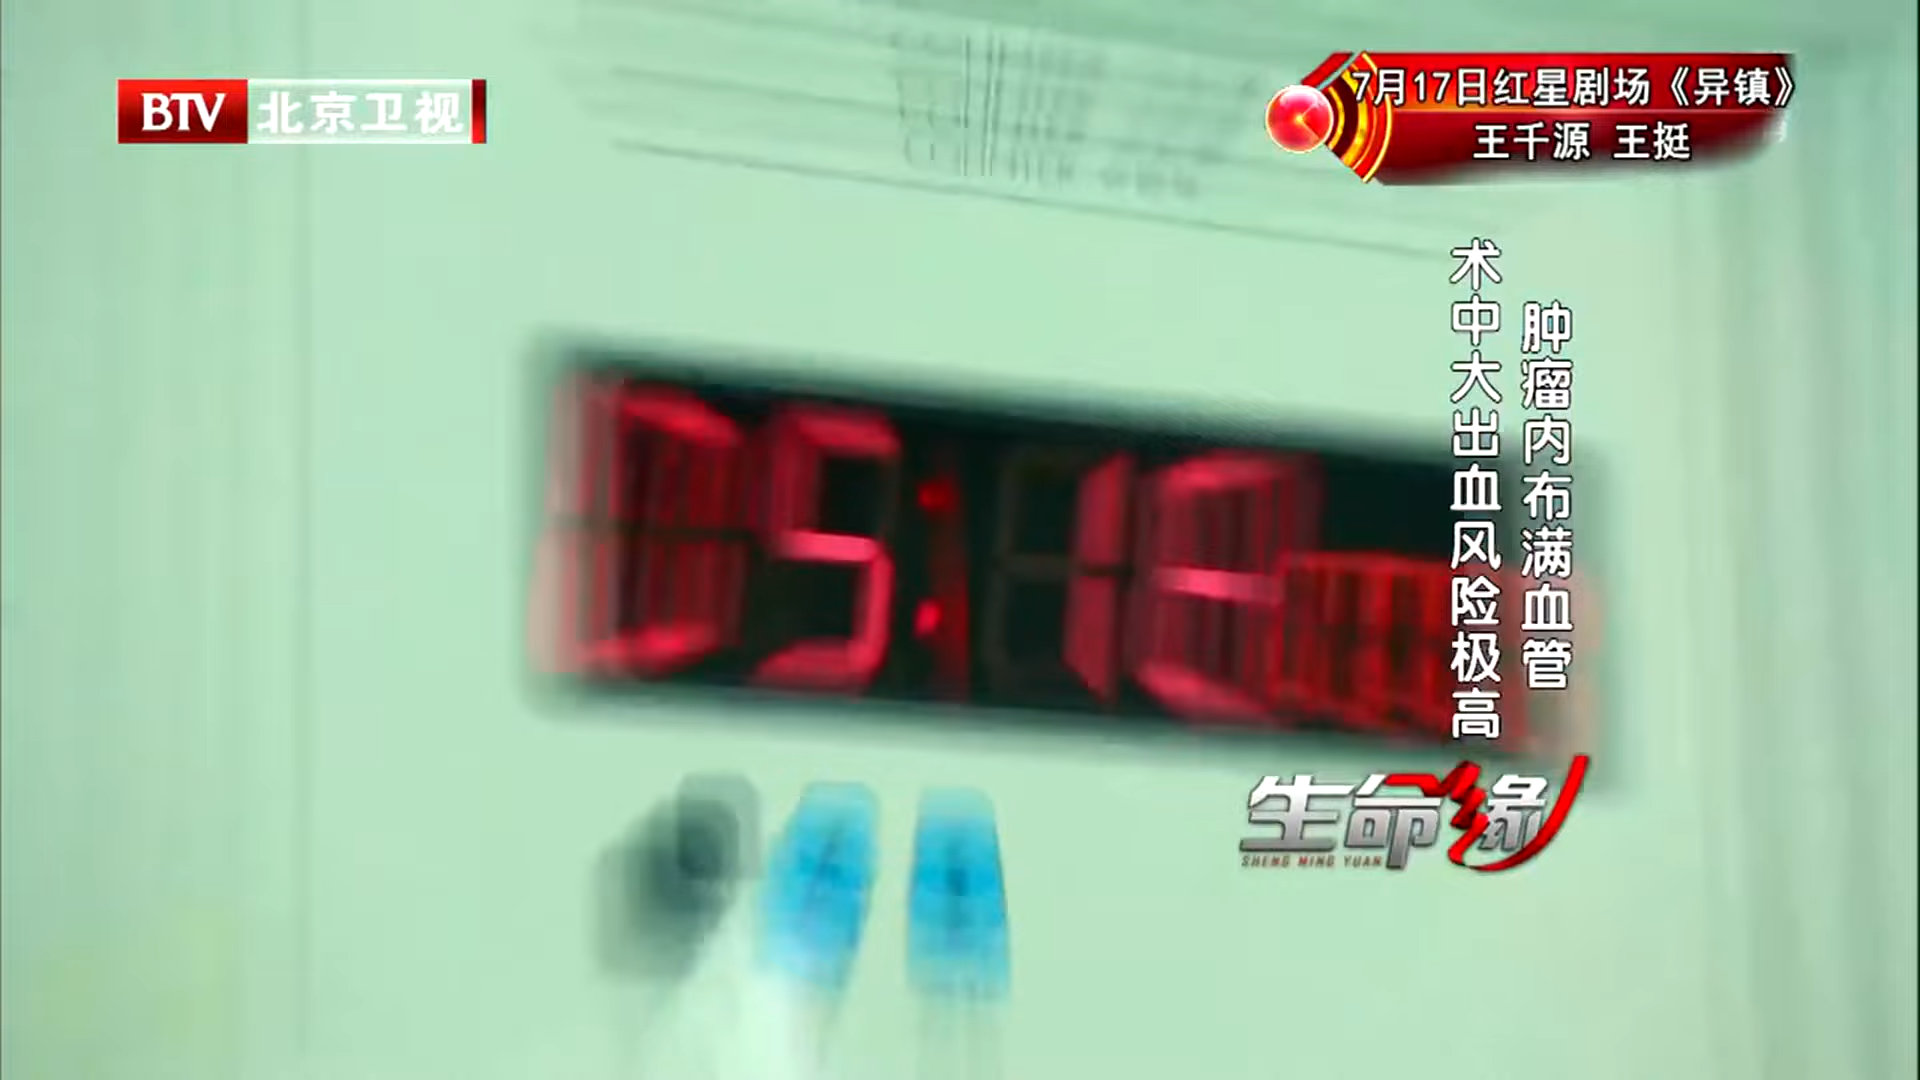 BTV 北京卫视
7月17日红星剧场《异镇》
王千源 王挺
肿瘤内布满血管
术中大出血风险极高
生命缘
SHENG MING YUAN